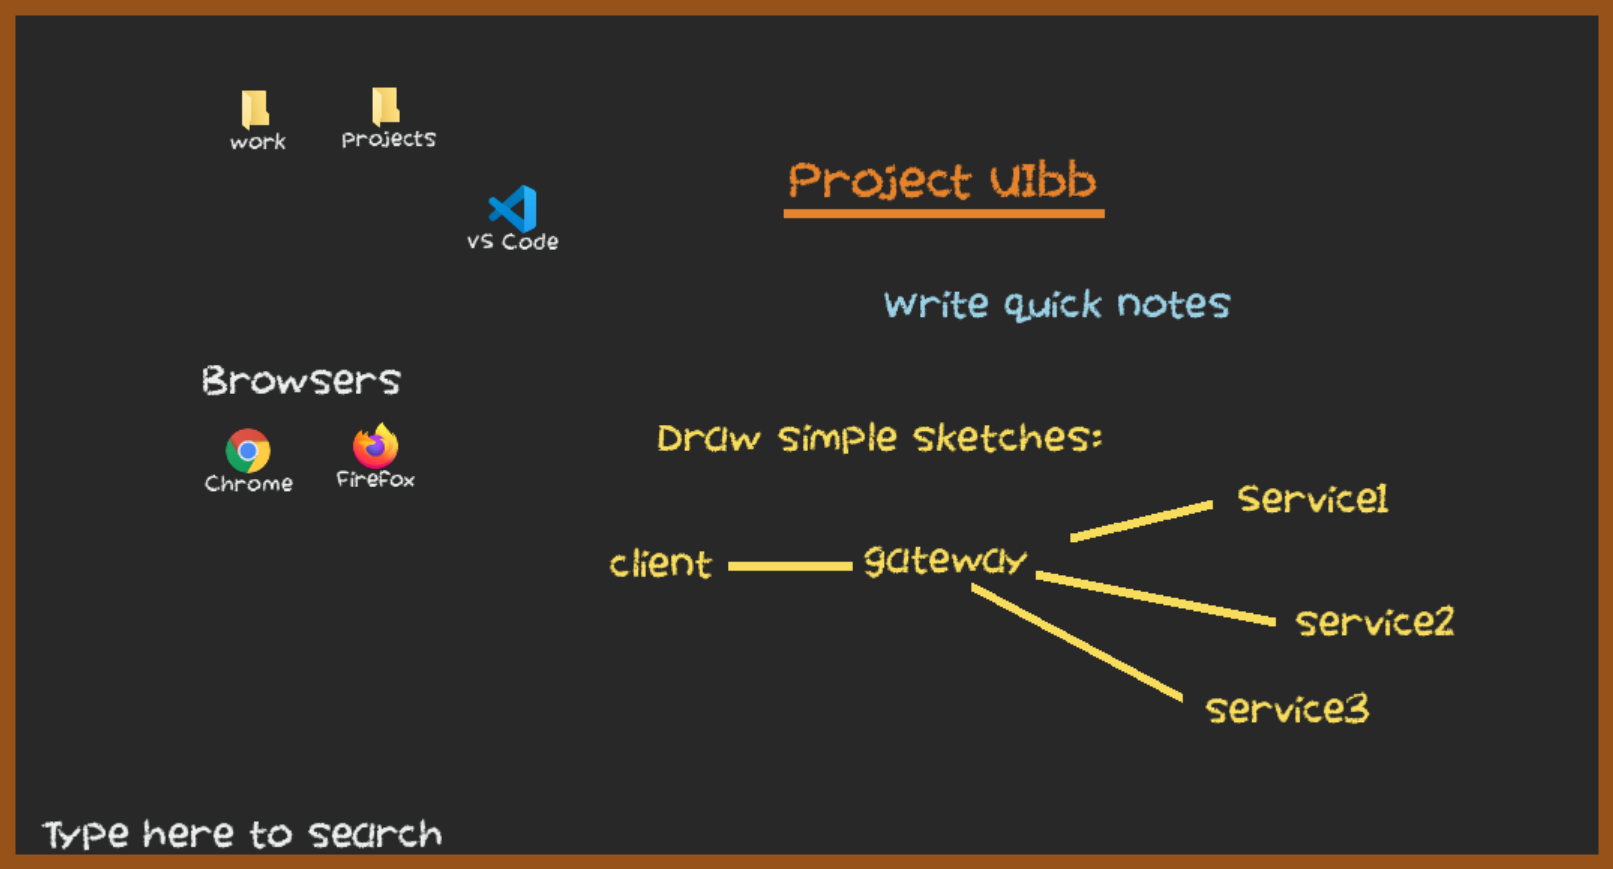 work
Projects
VS Code
Project UIbb
Write quick notes
Browsers
Chrome
Firefox
Draw simple sketches:
client
gateway
Service1
service2
service3
Type here to search